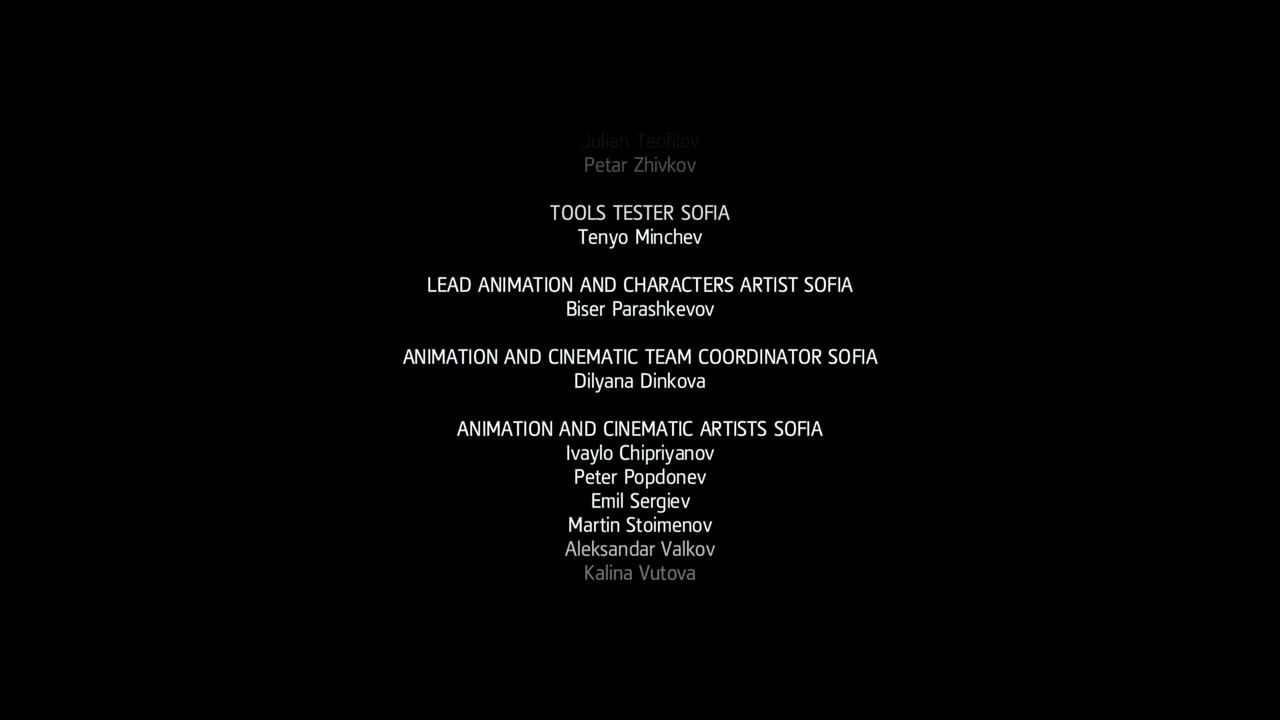 Julian Teofilov
Petar Zhivkov
TOOLS TESTER SOFIA
Tenyo Minchev
LEAD ANIMATION AND CHARACTERS ARTIST SOFIA
Biser Parashkevov
ANIMATION AND CINEMATIC TEAM COORDINATOR SOFIA
Dilyana Dinkova
ANIMATION AND CINEMATIC ARTISTS SOFIA
Ivaylo Chipriyanov
Peter Popdonev
Emil Sergiev
Martin Stoimenov
Aleksandar Valkov
Kalina Vutova